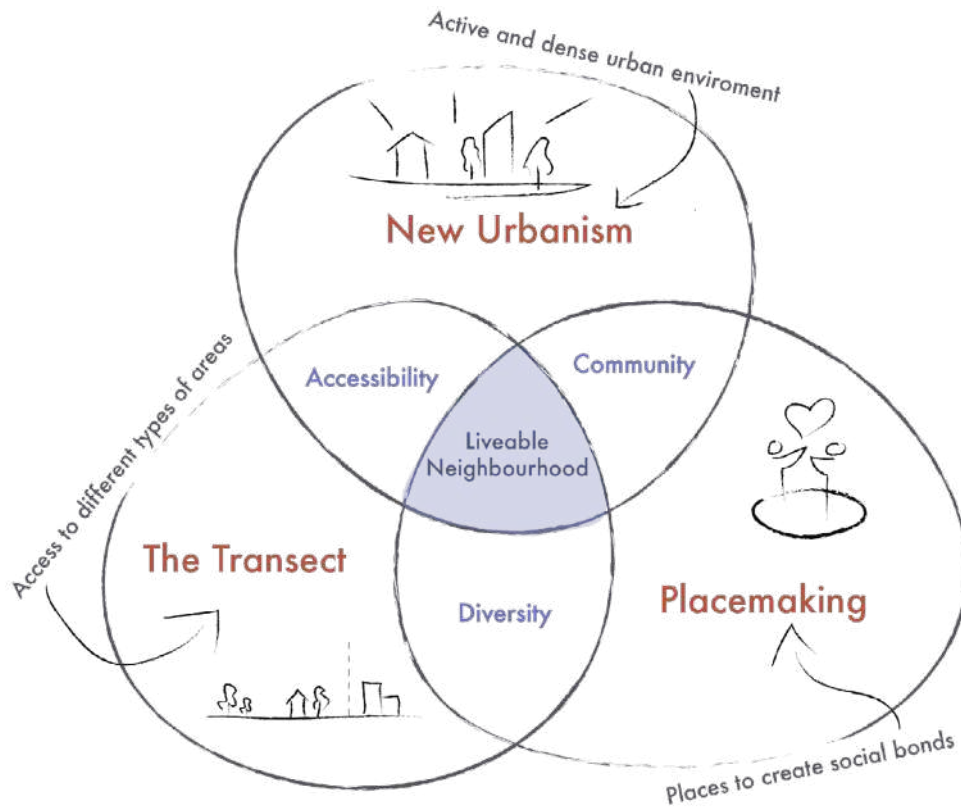 Active and dense urban enviroment
New Urbanism
Accessibility
Community
Liveable
Neighbourhood
Access to different types of areas
The Transect
Diversity
Placemaking
Places to create social bonds